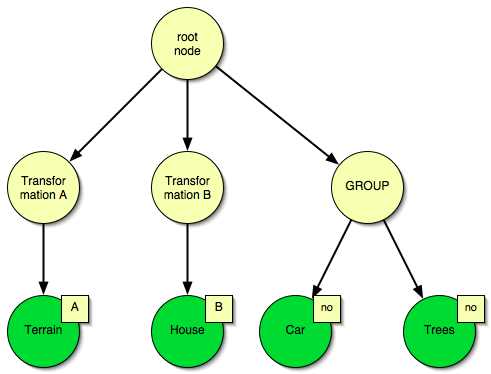 root
node
Transfor
mation A
Transfor
mation B
GROUP
A
Terrain
B
House
no
Car
no
Trees